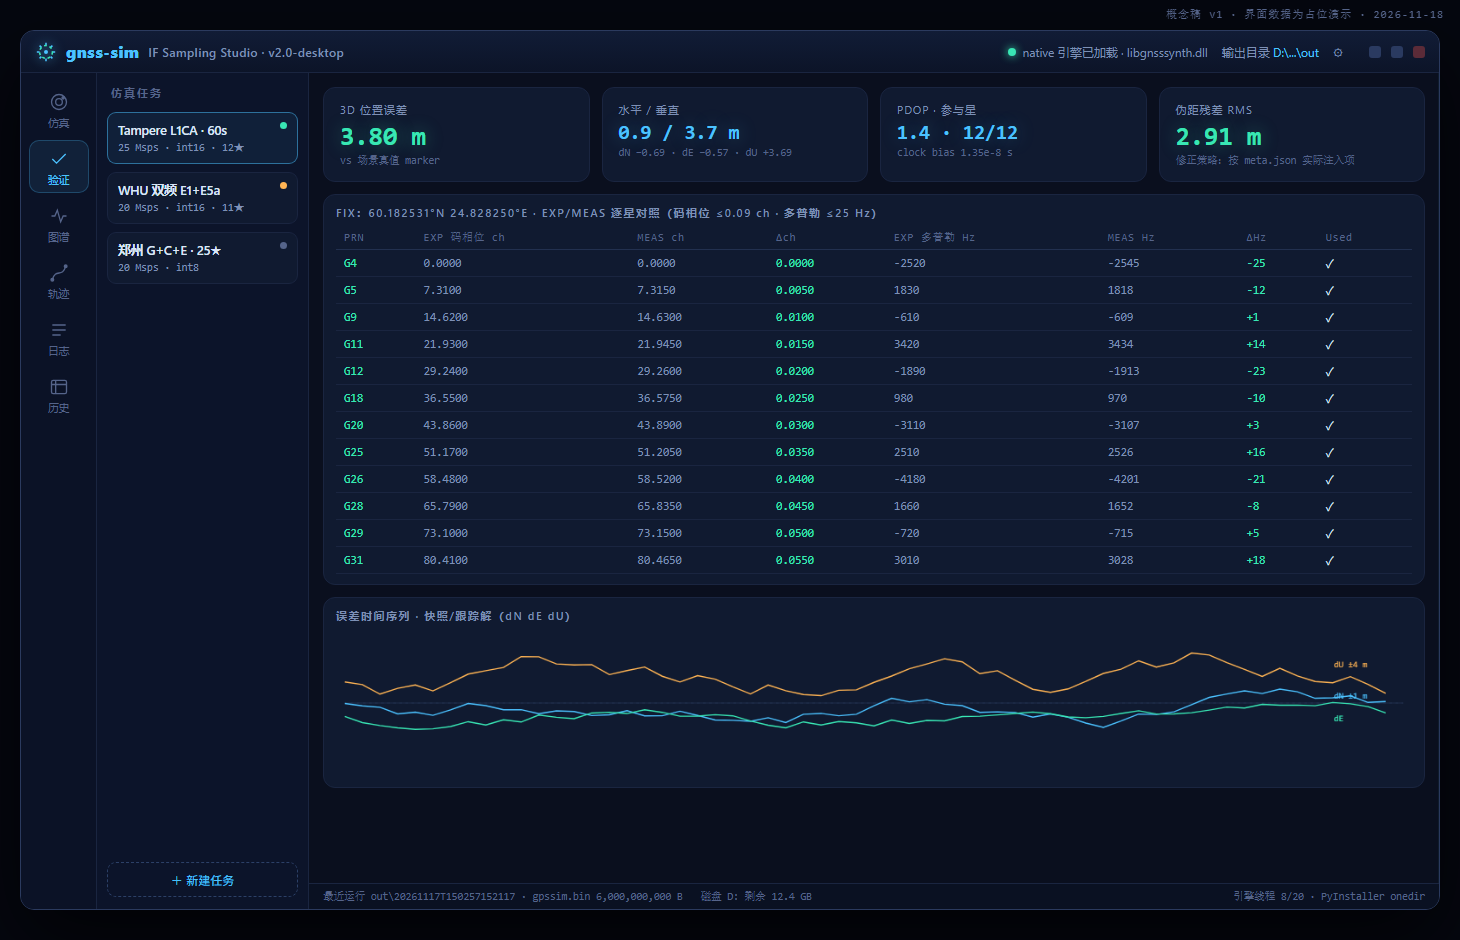 概念稿 v1 · 界面数据为占位演示 · 2026-11-18
gnss-sim IF Sampling Studio · v2.0-desktop
native 引擎已加载 · libgnsssynth.dll 输出目录 D:\...\out
仿真
验证
图谱
轨迹
日志
历史
仿真任务
Tampere L1CA · 60s
25 Msps · int16 · 12★
WHU 双频 E1+E5a
20 Msps · int16 · 11★
郑州 G+C+E · 25★
20 Msps · int8
+ 新建任务
3D 位置误差
3.80 m
vs 场景真值 marker
水平 / 垂直
0.9 / 3.7 m
dN −0.69 · dE −0.57 · dU +3.69
PDOP · 参与星
1.4 · 12/12
clock bias 1.35e-8 s
伪距残差 RMS
2.91 m
修正策略: 按 meta.json 实际注入项
FIX: 60.182531°N 24.828250°E · EXP/MEAS 逐星对照 (码相位 ≤0.09 ch · 多普勒 ≤25 Hz)
PRN EXP 码相位 ch MEAS ch Δch EXP 多普勒 Hz MEAS Hz ΔHz Used
G4 0.0000 0.0000 0.0000 -2520 -2545 -25 ✓
G5 7.3100 7.3150 0.0050 1830 1818 -12 ✓
G9 14.6200 14.6300 0.0100 -610 -609 +1 ✓
G11 21.9300 21.9450 0.0150 3420 3434 +14 ✓
G12 29.2400 29.2600 0.0200 -1890 -1913 -23 ✓
G18 36.5500 36.5750 0.0250 980 970 -10 ✓
G20 43.8600 43.8900 0.0300 -3110 -3107 +3 ✓
G25 51.1700 51.2050 0.0350 2510 2526 +16 ✓
G26 58.4800 58.5200 0.0400 -4180 -4201 -21 ✓
G28 65.7900 65.8350 0.0450 1660 1652 -8 ✓
G29 73.1000 73.1500 0.0500 -720 -715 +5 ✓
G31 80.4100 80.4650 0.0550 3010 3028 +18 ✓
误差时间序列 · 快照/跟踪解 (dN dE dU)
dU ±4 m
dN ±1 m
dE
最近运行 out\20261117T150257152117 · gpssim.bin 6,000,000,000 B 磁盘 D: 剩余 12.4 GB
引擎线程 8/20 · PyInstaller onedir